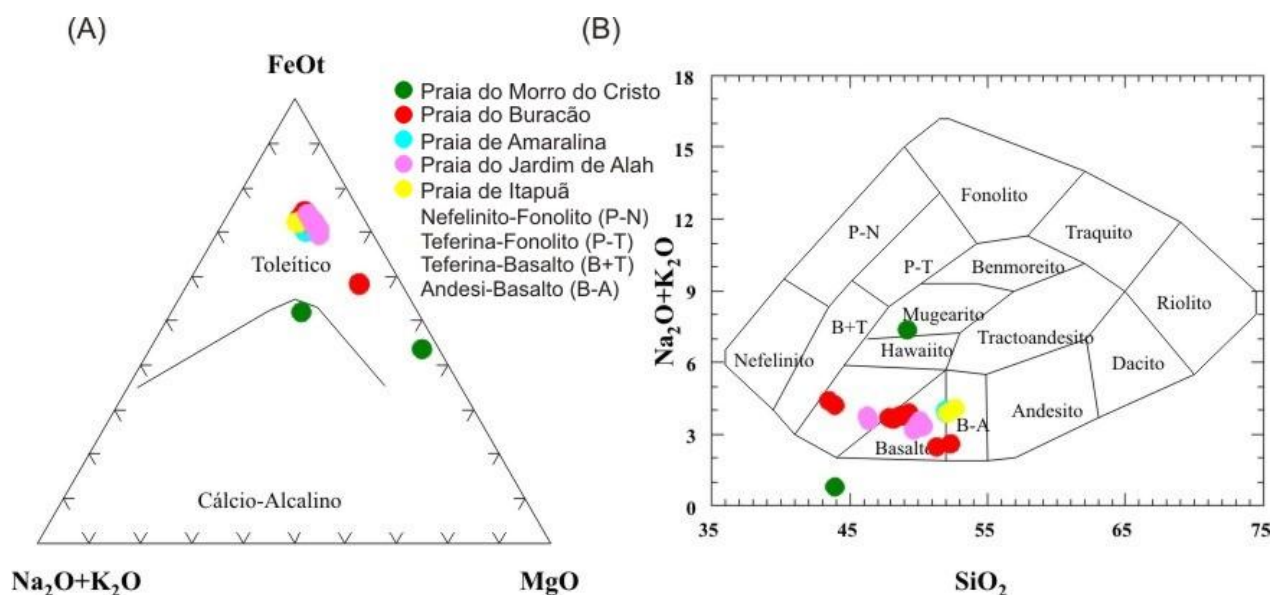 (A)
FeOt
Praia do Morro do Cristo
Praia do Buracão
Praia de Amaralina
Praia do Jardim de Alah
Praia de Itapuã
Nefelinito-Fonolito (P-N)
Teferina-Fonolito (P-T)
Teferina-Basalto (B+T)
Andesi-Basalto (B-A)
Toleítico
Cálcio-Alcalino
Na₂O+K₂O
MgO
(B)
Na₂O+K₂O
18
15
12
9
6
3
0
Fonolito
P-N
Traquito
P-T
Benmoreito
Riolito
B+T
Mugearito
Tractoandesito
Nefelinito
Hawaiito
Dacito
B-A
Andesito
Basalto
35
45
55
65
75
SiO₂